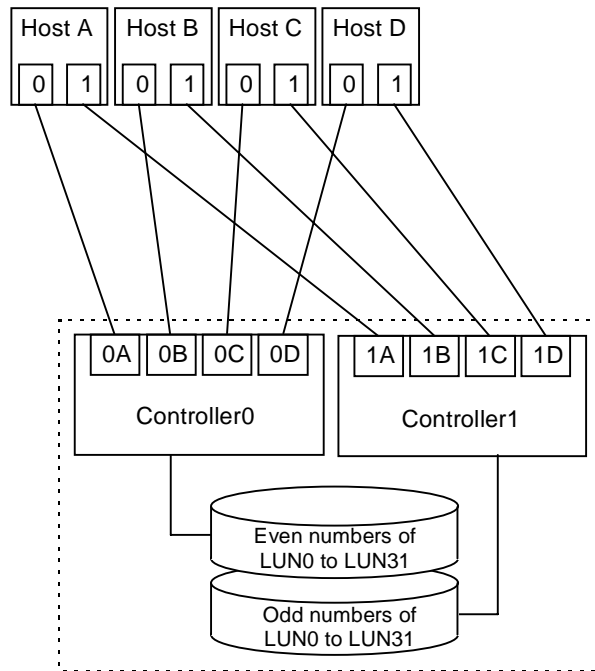 Host A Host B Host C Host D
0 1 0 1 0 1 0 1
0A 0B 0C 0D 1A 1B 1C 1D
Controller0 Controller1
Even numbers of
LUN0 to LUN31
Odd numbers of
LUN0 to LUN31